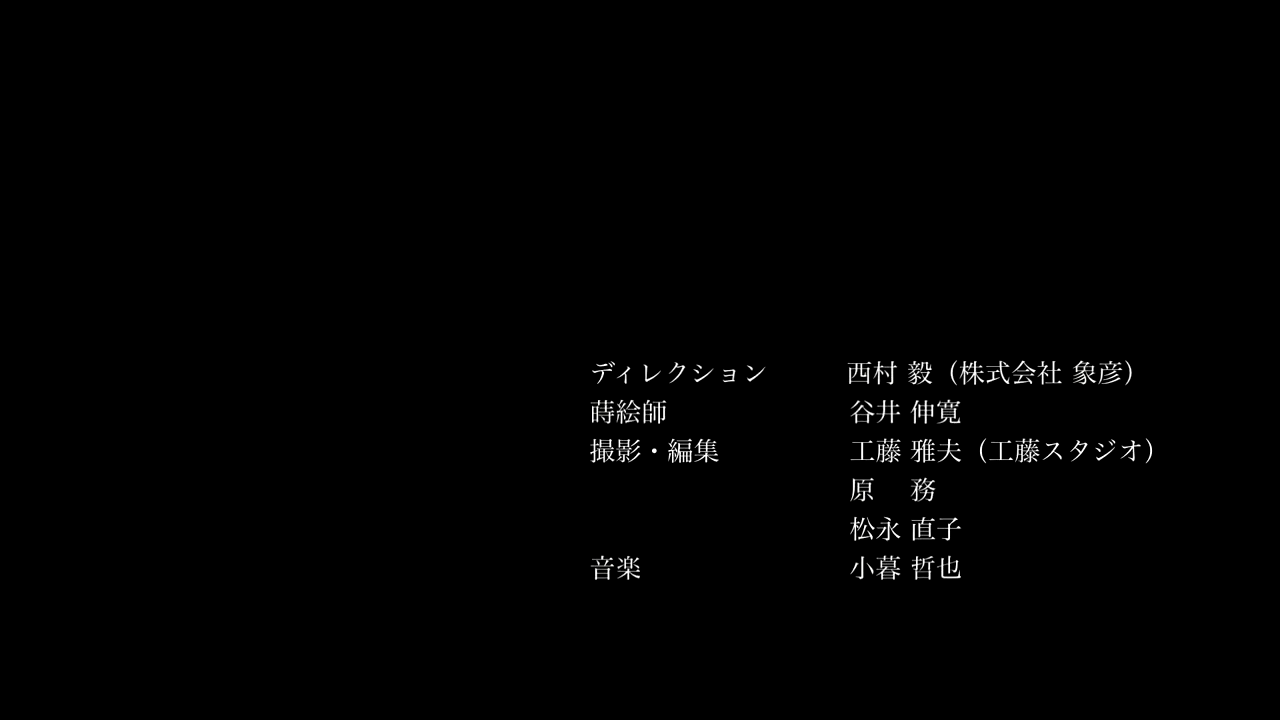 ディレクション 西村 毅（株式会社 象彦）
蒔絵師 谷井 伸寛
撮影・編集 工藤 雅夫（工藤スタジオ）
原 務
松永 直子
音楽 小暮 哲也